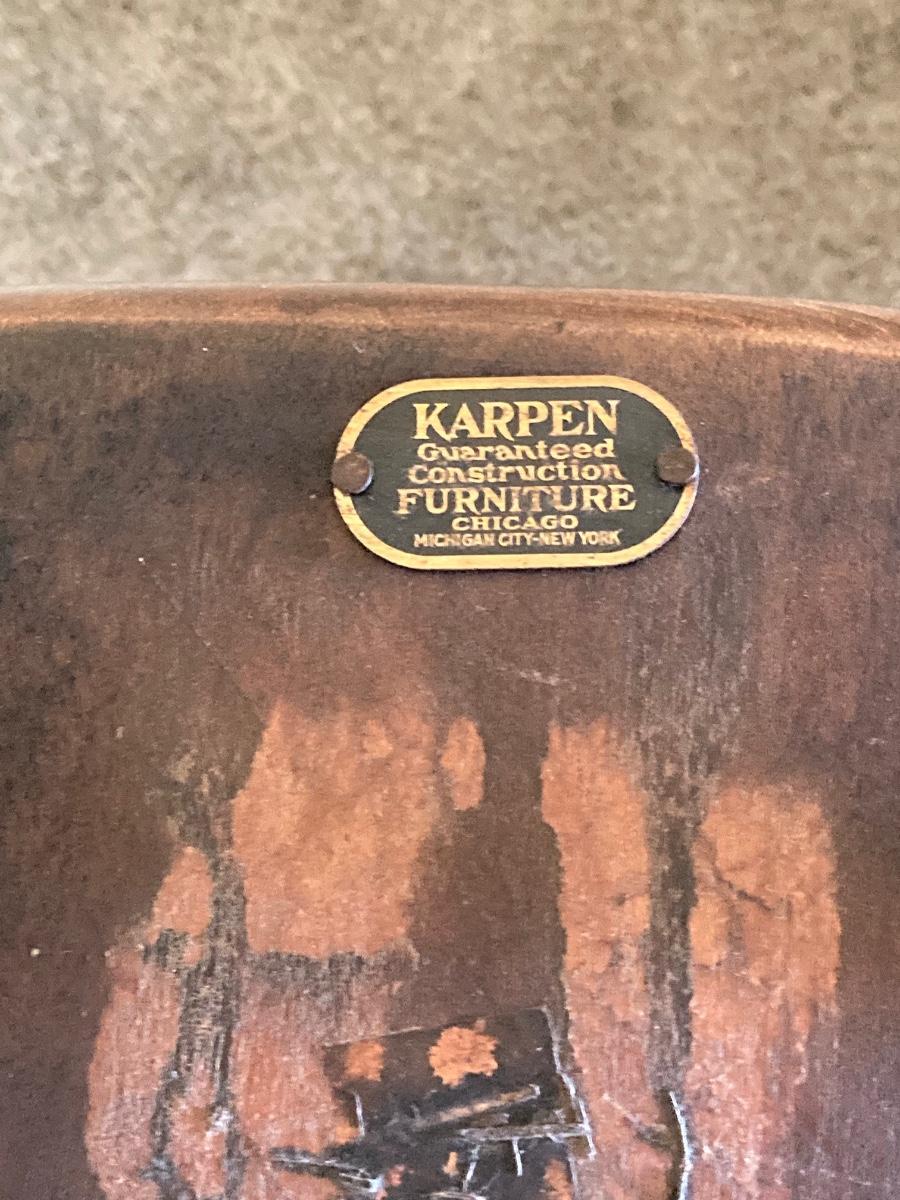 KARPEN
Guaranteed
Construction
FURNITURE
CHICAGO
MICHIGAN CITY-NEW YORK